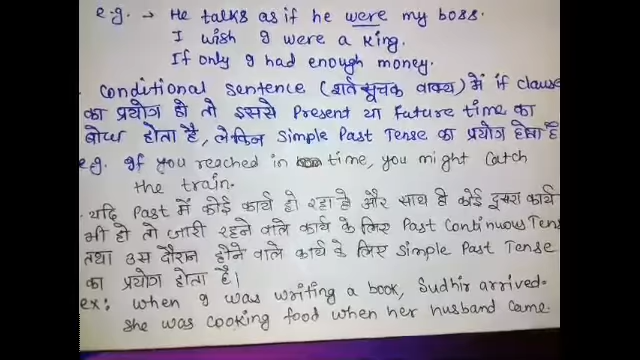 e.g. → He talks as if he were my boss.
I wish I were a king.
If only I had enough money.
Conditional sentence (शर्तसूचक वाक्य) में if clause
का प्रयोग हो तो इससे Present या Future time का
बोध होता है, लेकिन Simple Past Tense का प्रयोग होता है
e.g. If you reached in time, you might catch
the train.
यदि Past में कोई कार्य हो रहा हो और साथ ही कोई दूसरा कार्य
भी हो तो जारी रहने वाले कार्य के लिए Past Continuous Tens
तथा उस दौरान होने वाले कार्य के लिए Simple Past Tense
का प्रयोग होता है।
ex: When I was writing a book, Sudhir arrived.
She was cooking food when her husband came.